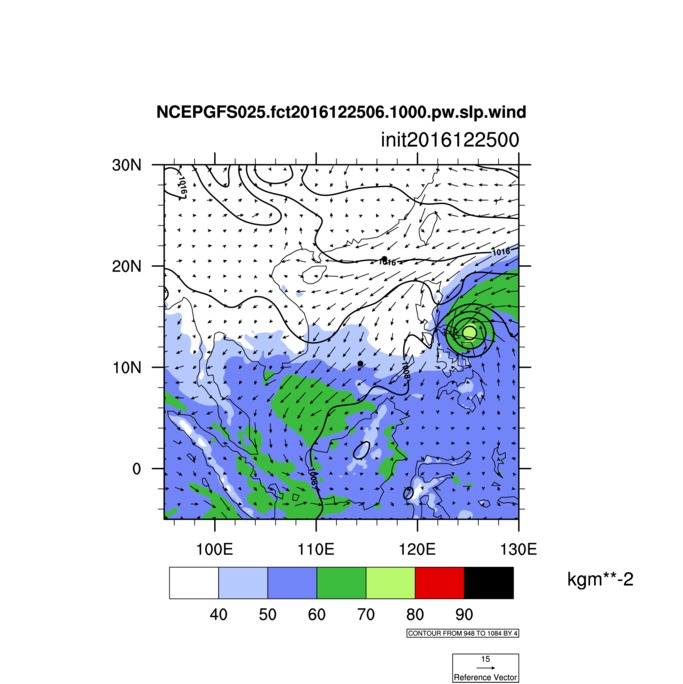 NCEPGFS025.fct2016122506.1000.pw.slp.wind
init2016122500
30N
20N
10N
0
100E
110E
120E
130E
1016
1016
1016
1008
1008
40
50
60
70
80
90
kgm**-2
CONTOUR FROM 948 TO 1084 BY 4
15
Reference Vector